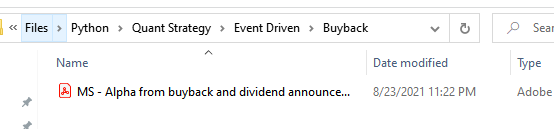 « Files > Python > Quant Strategy > Event Driven > Buyback
Sear
Name Date modified Type
MS - Alpha from buyback and dividend announce... 8/23/2021 11:22 PM Adobe